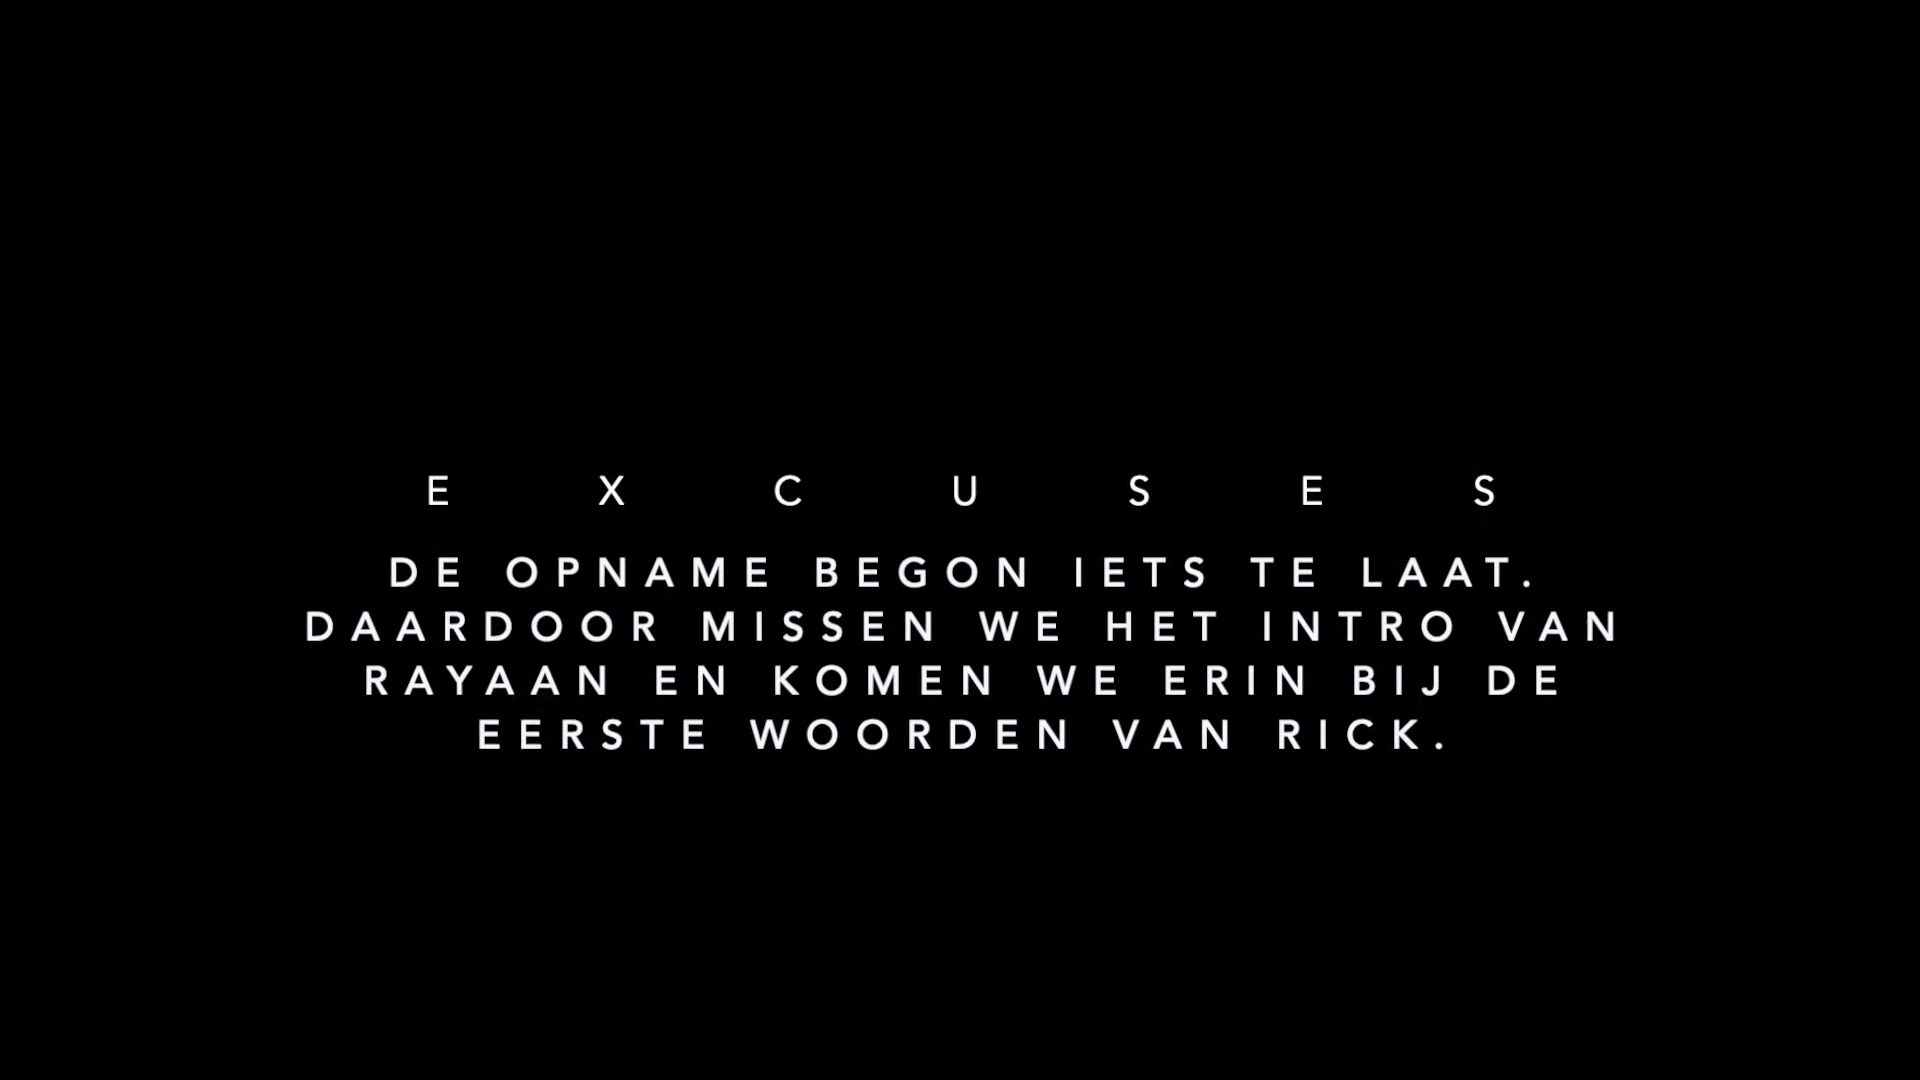 EXCUSES
DE OPNAME BEGON IETS TE LAAT.
DAARDOOR MISSEN WE HET INTRO VAN
RAYAAN EN KOMEN WE ERIN BIJ DE
EERSTE WOORDEN VAN RICK.